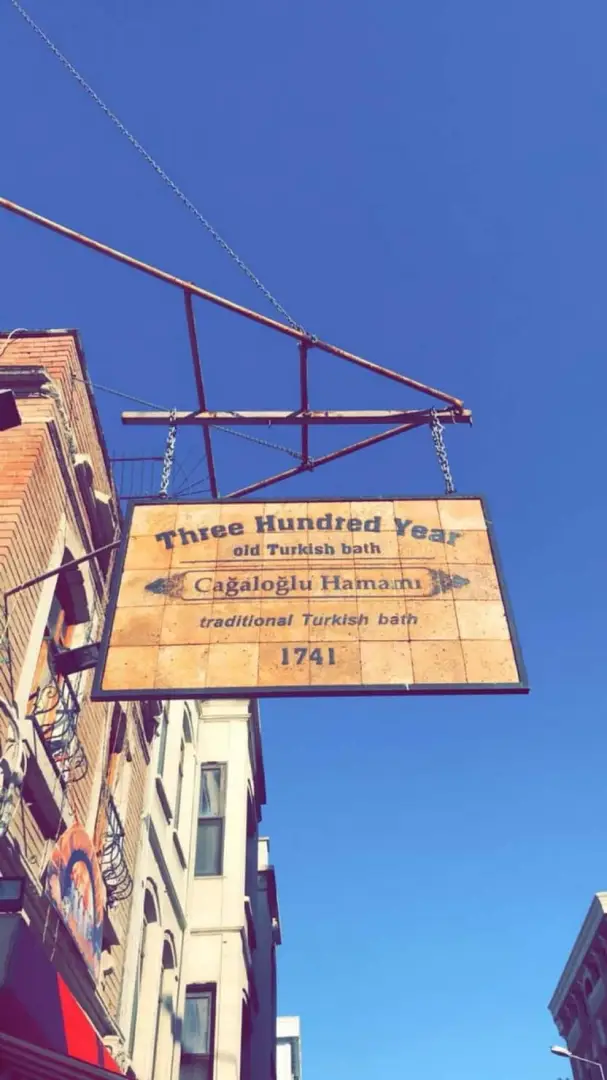 Three Hundred Year
old Turkish bath
Cağaloğlu Hamamı
traditional Turkish bath
1741